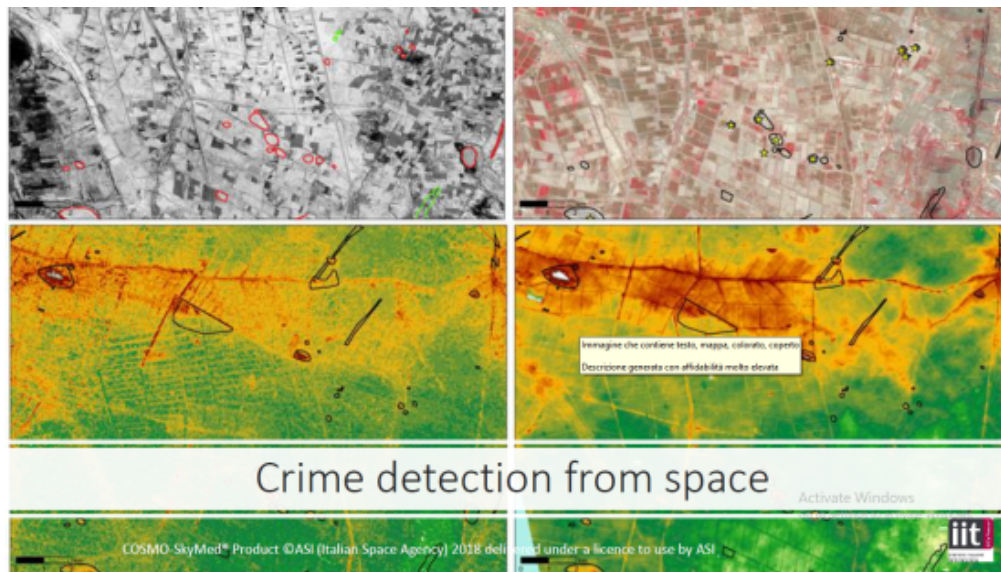 Immagine che contiene testo, mappa, colorato, coperto
Descrizione generata con affidabilità molto elevata
Crime detection from space
Activate Windows
COSMO-SkyMed® Product ©ASI (Italian Space Agency) 2018 delivered under a licence to use by ASI
iit